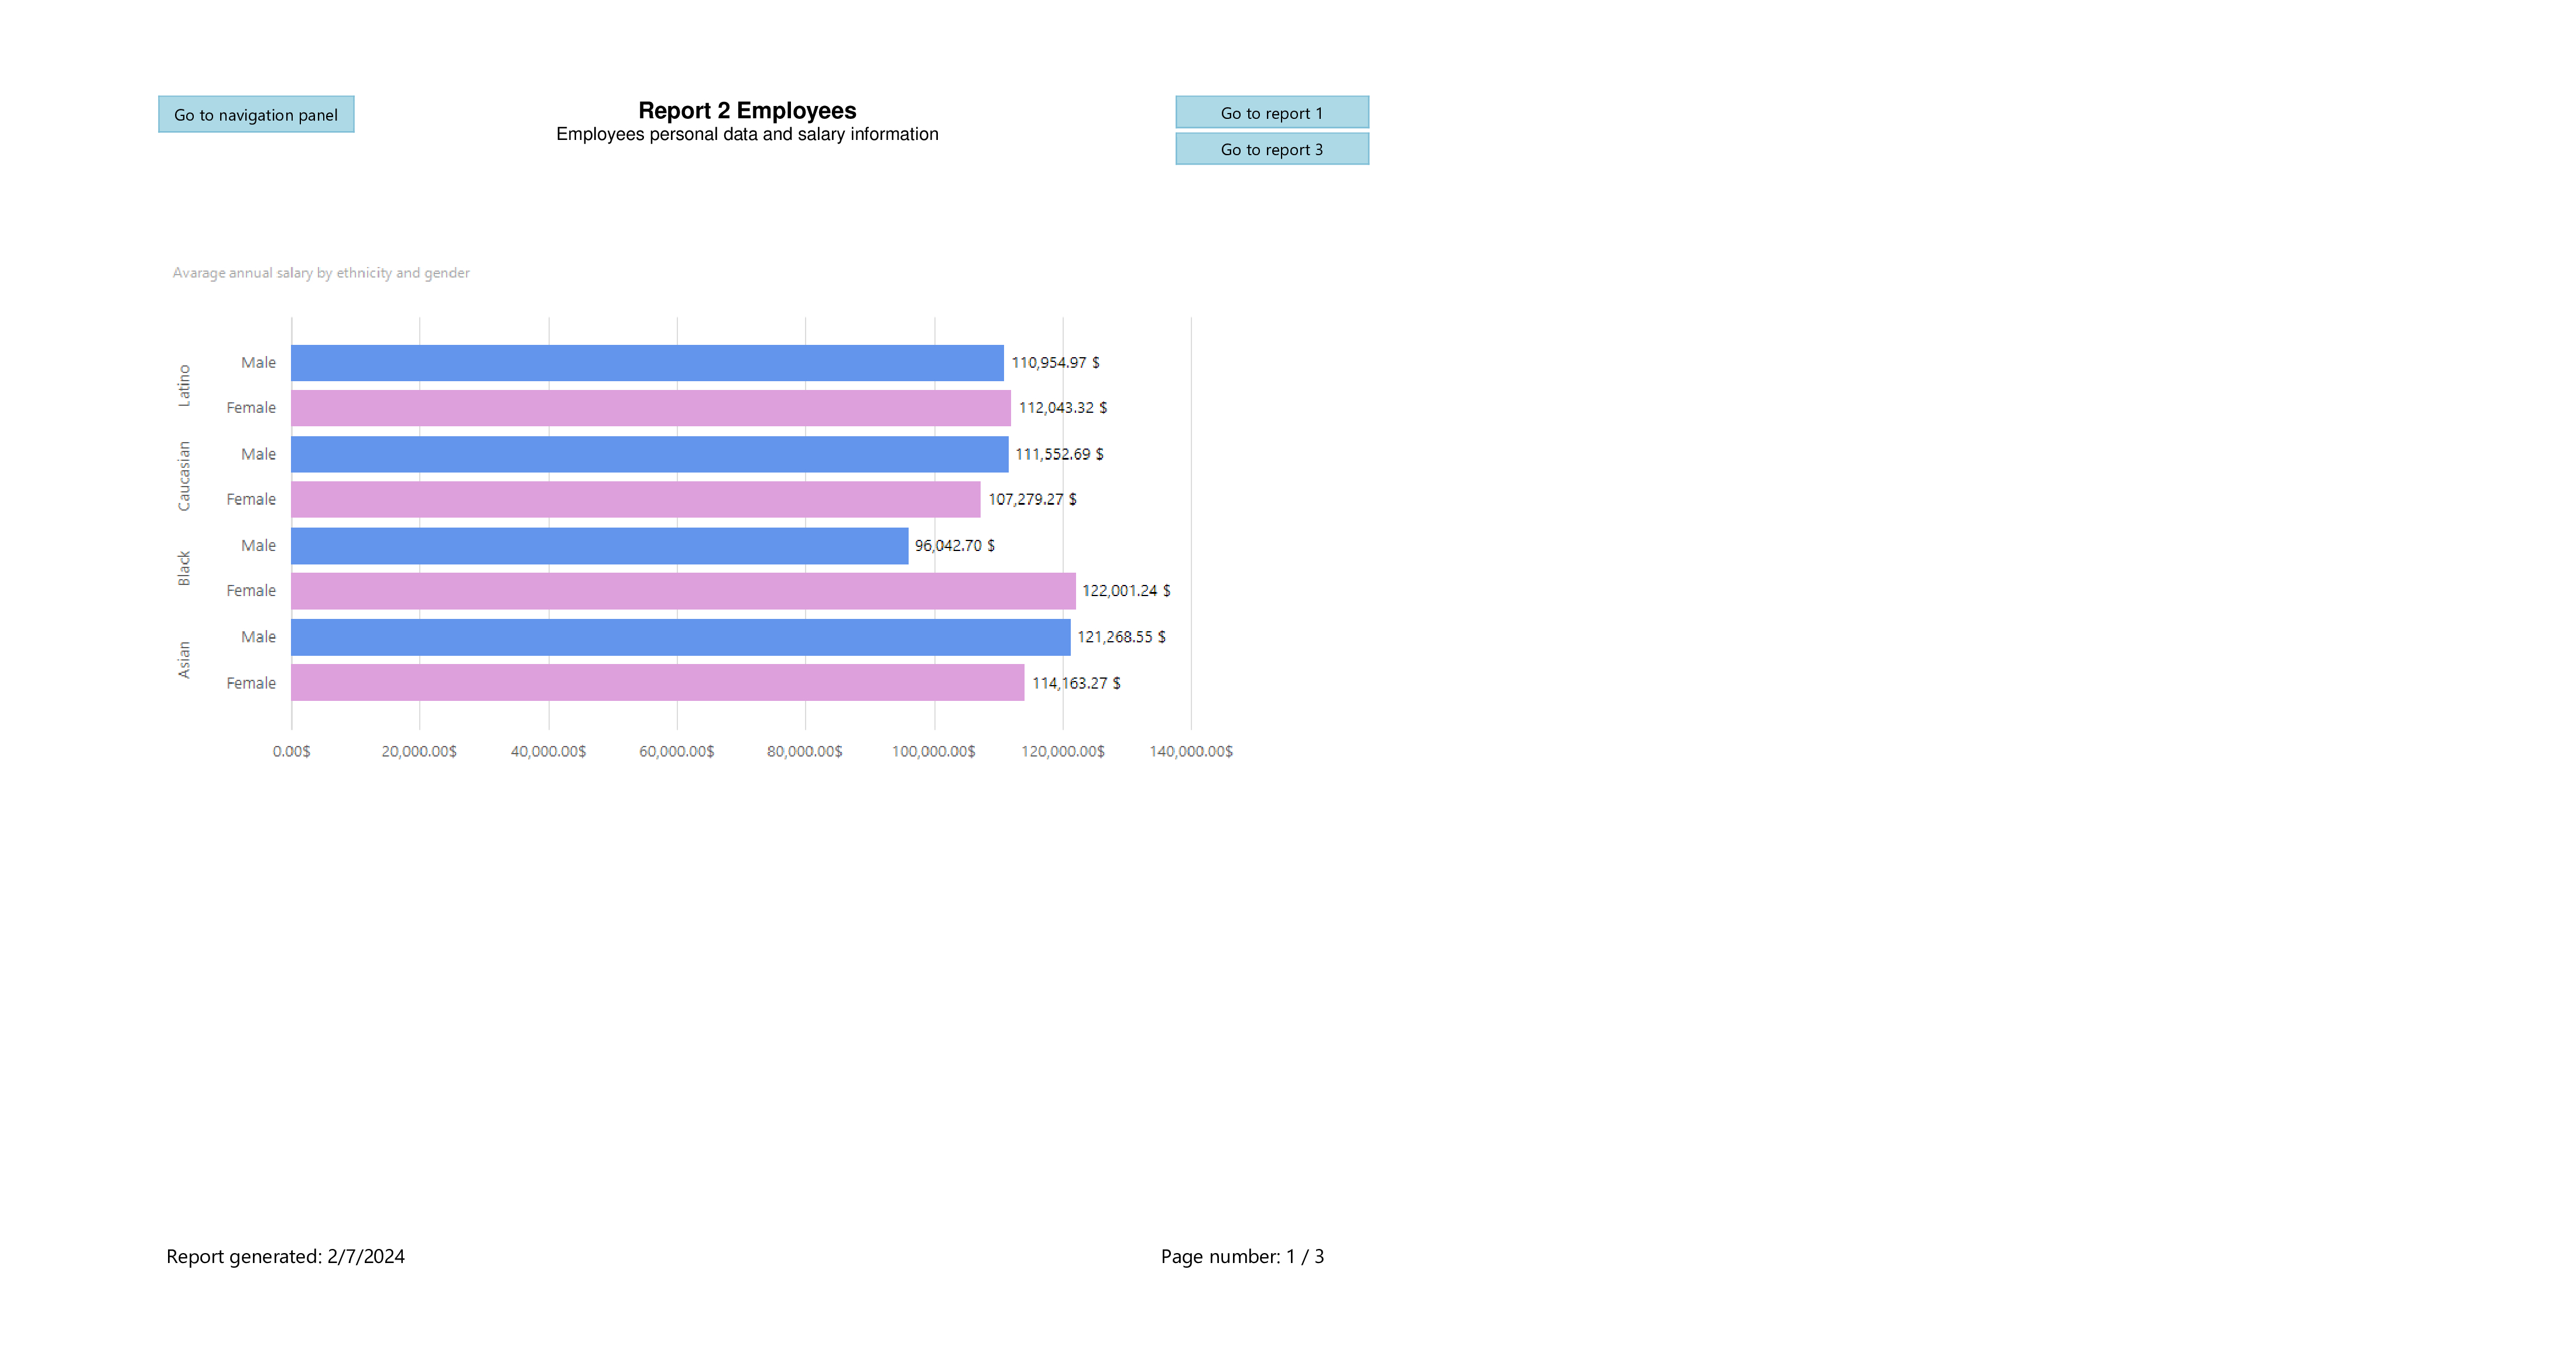 Go to navigation panel
Report 2 Employees
Employees personal data and salary information
Go to report 1
Go to report 3
Avarage annual salary by ethnicity and gender
Latino
Male
110,954.97 $
Female
112,043.32 $
Caucasian
Male
111,552.69 $
Female
107,279.27 $
Black
Male
96,042.70 $
Female
122,001.24 $
Asian
Male
121,268.55 $
Female
114,163.27 $
0.00$ 20,000.00$ 40,000.00$ 60,000.00$ 80,000.00$ 100,000.00$ 120,000.00$ 140,000.00$
Report generated: 2/7/2024
Page number: 1 / 3